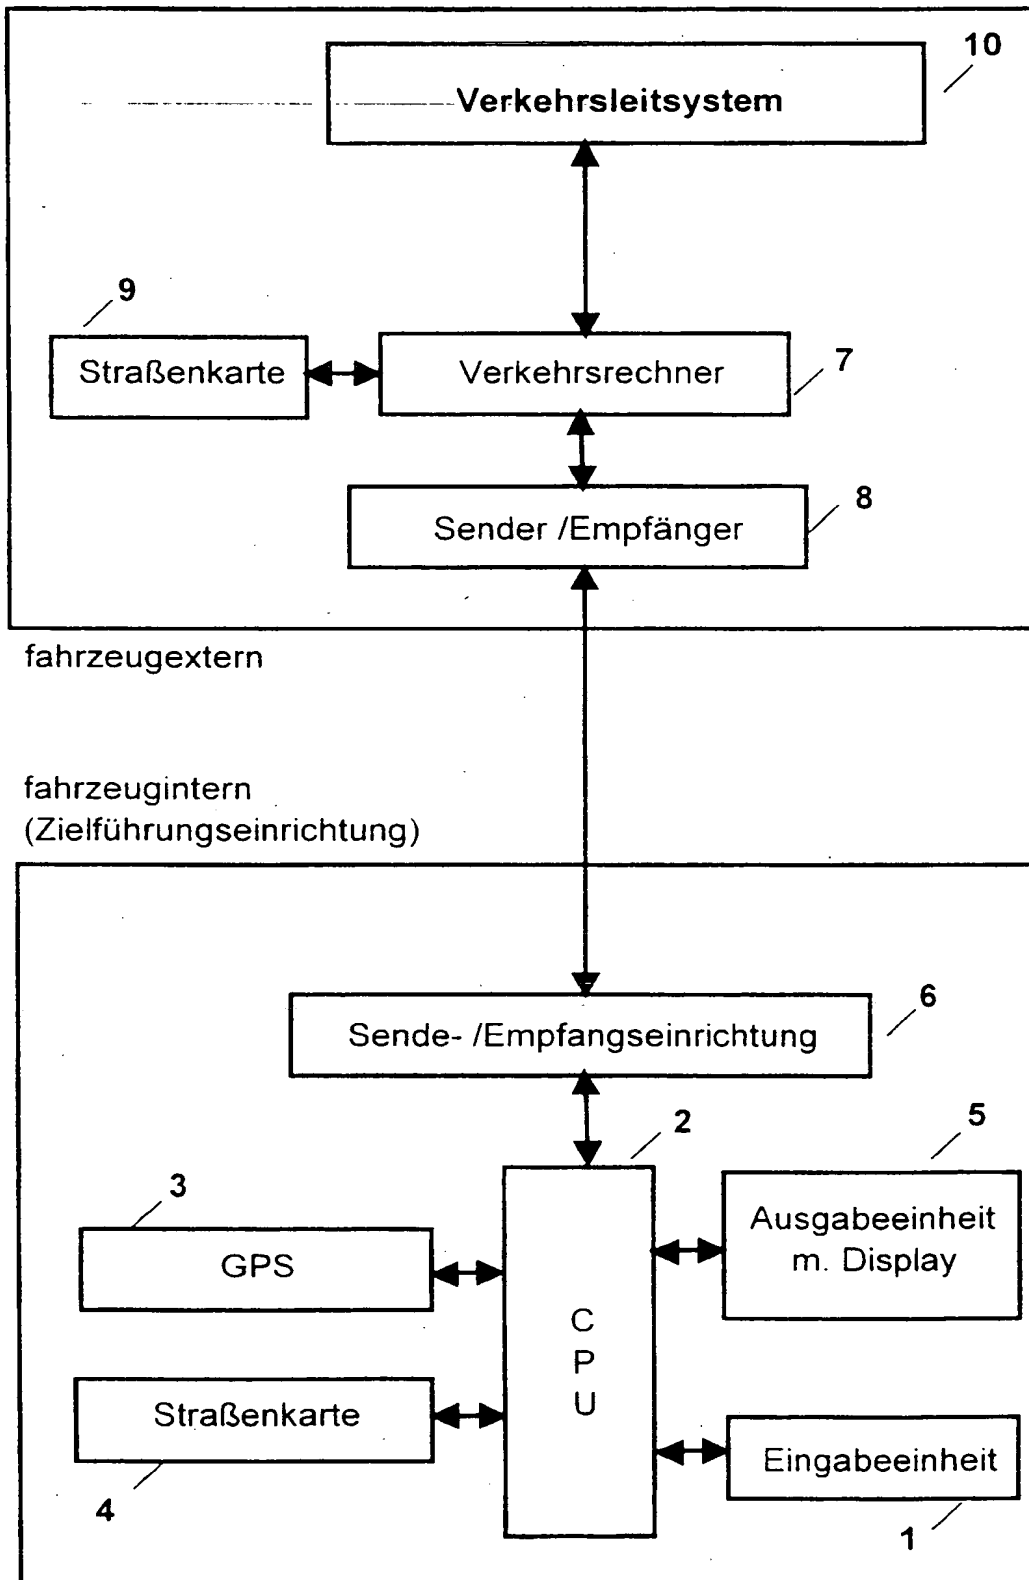 10
Verkehrsleitsystem
9
Straßenkarte
Verkehrsrechner
7
8
Sender /Empfänger
fahrzeugextern
fahrzeugintern
(Zielführungseinrichtung)
6
Sende- /Empfangseinrichtung
2
5
3
Ausgabeeinheit
m. Display
GPS
C
P
U
Straßenkarte
Eingabeeinheit
4
1